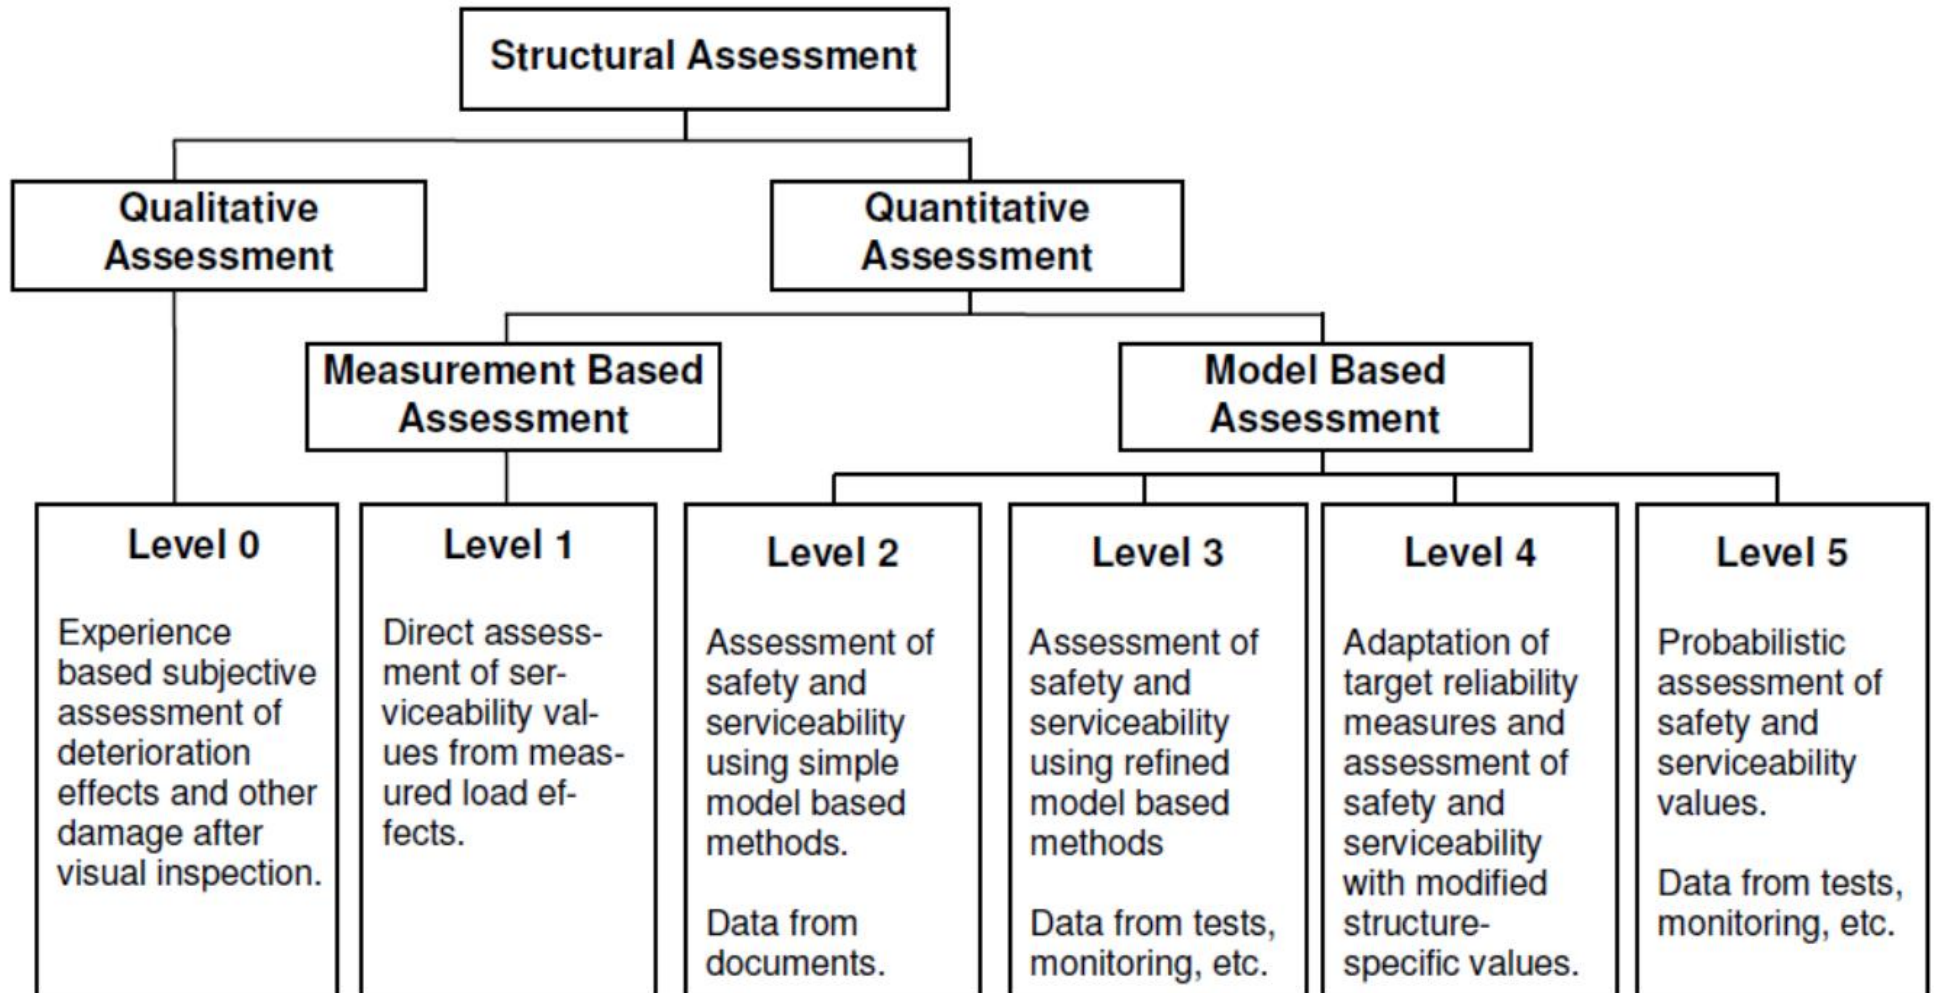 Structural Assessment
Qualitative
Assessment
Quantitative
Assessment
Measurement Based
Assessment
Model Based
Assessment
Level 0
Experience
based subjective
assessment of
deterioration
effects and other
damage after
visual inspection.
Level 1
Direct assess-
ment of ser-
viceability val-
ues from meas-
ured load ef-
fects.
Level 2
Assessment of
safety and
serviceability
using simple
model based
methods.
Data from
documents.
Level 3
Assessment of
safety and
serviceability
using refined
model based
methods
Data from tests,
monitoring, etc.
Level 4
Adaptation of
target reliability
measures and
assessment of
safety and
serviceability
with modified
structure-
specific values.
Level 5
Probabilistic
assessment of
safety and
serviceability
values.
Data from tests,
monitoring, etc.